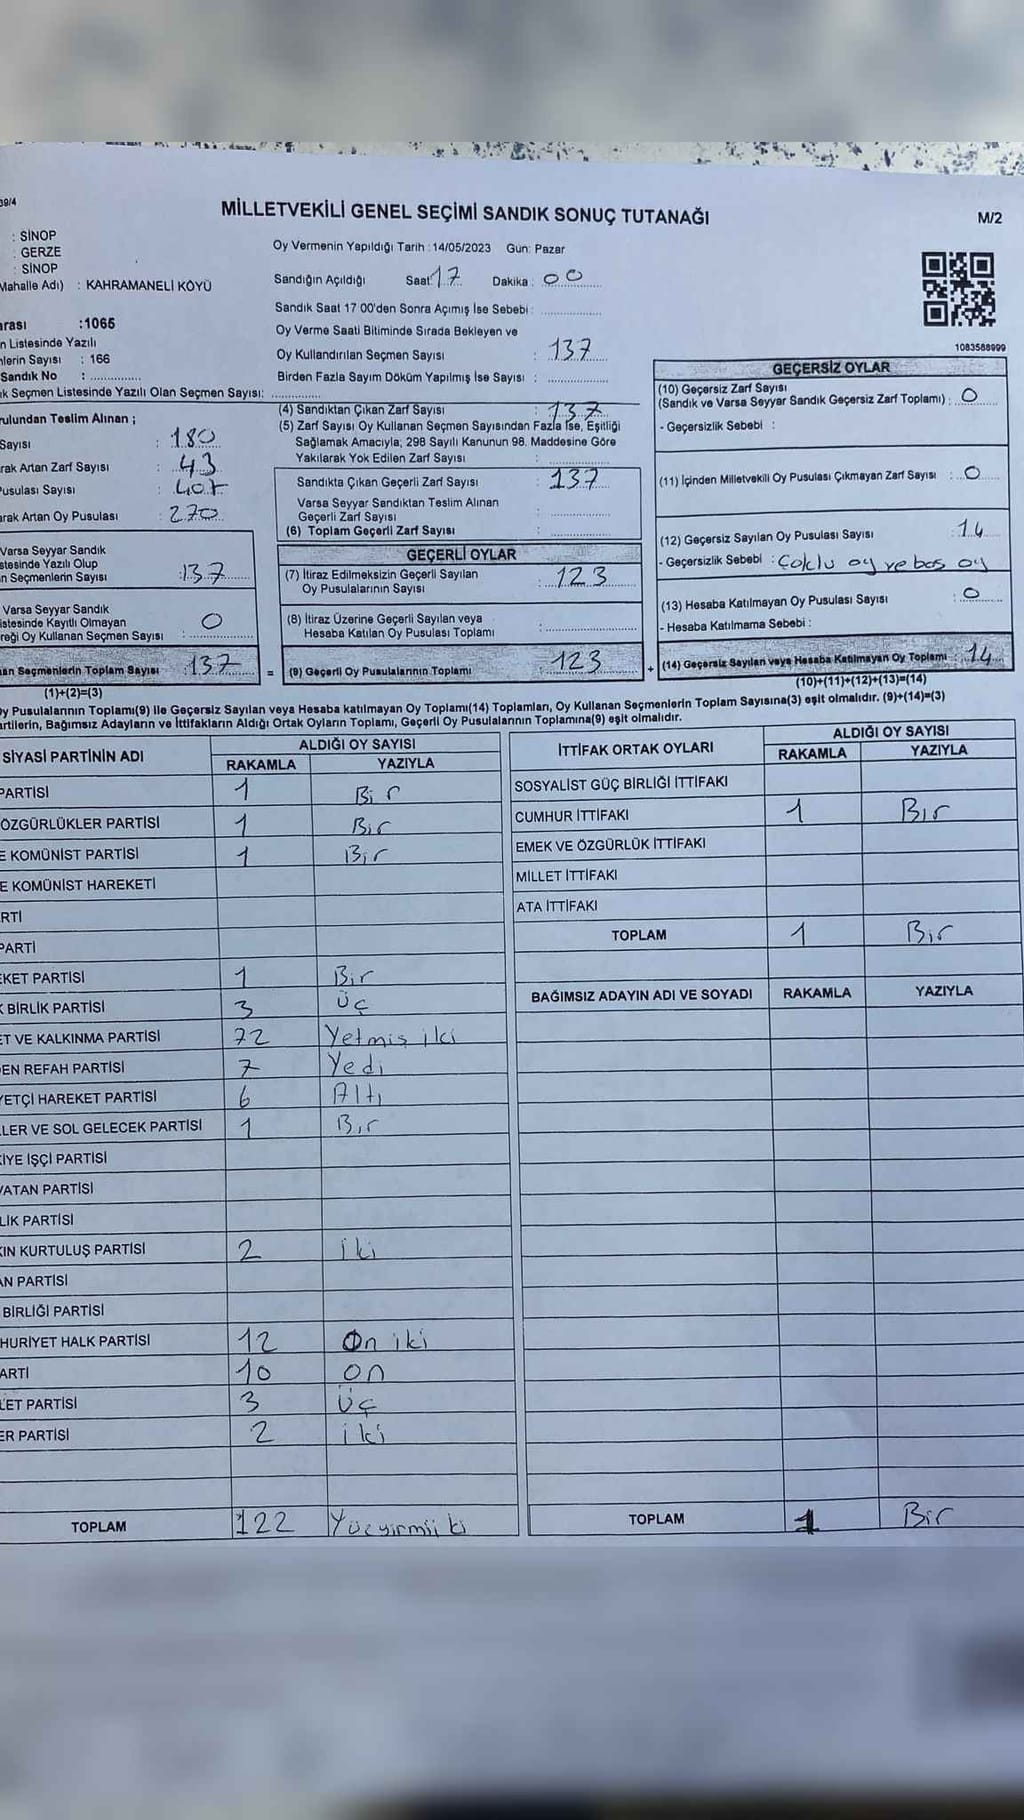 39/4
MİLLETVEKİLİ GENEL SEÇİMİ SANDIK SONUÇ TUTANAĞI
M/2
: SİNOP
: GERZE
: SİNOP
Mahalle Adı) : KAHRAMANELİ KÖYÜ
Oy Vermenin Yapıldığı Tarih : 14/05/2023 Gün: Pazar
Sandığın Açıldığı Saat 17 Dakika : 00
Sandık Saat 17 00'den Sonra Açımış İse Sebebi :
Oy Verme Saati Bitiminde Sırada Bekleyen ve
Oy Kullandırılan Seçmen Sayısı : 137
Birden Fazla Sayım Döküm Yapılmış İse Sayısı :
1083588999
rası :1065
n Listesinde Yazılı
nlerin Sayısı : 166
Sandık No :
k Seçmen Listesinde Yazılı Olan Seçmen Sayısı:
rulundan Teslim Alınan ;
Sayısı : 180
rak Artan Zarf Sayısı : 43
usulası Sayısı : 407
arak Artan Oy Pusulası : 270
Varsa Seyyar Sandık
stesinde Yazılı Olup
n Seçmenlerin Sayısı : 137
Varsa Seyyar Sandık
istesinde Kayıtlı Olmayan
reği Oy Kullanan Seçmen Sayısı : 0
an Seçmenlerin Toplam Sayısı : 137
(1)+(2)=(3)
(4) Sandıktan Çıkan Zarf Sayısı : 137
(5) Zarf Sayısı Oy Kullanan Seçmen Sayısından Fazla İse, Eşitliği
Sağlamak Amacıyla; 298 Sayılı Kanunun 98. Maddesine Göre
Yakılarak Yok Edilen Zarf Sayısı :
Sandıkta Çıkan Geçerli Zarf Sayısı : 137
Varsa Seyyar Sandıktan Teslim Alınan
Geçerli Zarf Sayısı :
(6) Toplam Geçerli Zarf Sayısı :
GEÇERLİ OYLAR
(7) İtiraz Edilmeksizin Geçerli Sayılan
Oy Pusulalarının Sayısı : 123
(8) İtiraz Üzerine Geçerli Sayılan veya
Hesaba Katılan Oy Pusulası Toplamı :
= (9) Geçerli Oy Pusulalarının Toplamı : 123
GEÇERSİZ OYLAR
(10) Geçersiz Zarf Sayısı
(Sandık ve Varsa Seyyar Sandık Geçersiz Zarf Toplamı) : 0
- Geçersizlik Sebebi :
(11) İçinden Milletvekili Oy Pusulası Çıkmayan Zarf Sayısı : 0
(12) Geçersiz Sayılan Oy Pusulası Sayısı : 14
- Geçersizlik Sebebi : Çoklu oy ve boş oy
(13) Hesaba Katılmayan Oy Pusulası Sayısı : 0
- Hesaba Katılmama Sebebi :
+ (14) Geçersiz Sayılan veya Hesaba Katılmayan Oy Toplamı : 14
(10)+(11)+(12)+(13)=(14)
Oy Pusulasının Toplamı(9) ile Geçersiz Sayılan veya Hesaba katılmayan Oy Toplamı(14) Toplamları, Oy Kullanan Seçmenlerin Toplam Sayısına(3) eşit olmalıdır. (9)+(14)=(3)
artilerin, Bağımsız Adayların ve İttifakların Aldığı Ortak Oyların Toplamı, Geçerli Oy Pusulalarının Toplamına(9) eşit olmalıdır.
SİYASİ PARTİNİN ADI ALDIĞI OY SAYISI
RAKAMLA YAZIYLA
PARTİSİ 1 Bir
ÖZGÜRLÜKLER PARTİSİ 1 Bir
E KOMÜNİST PARTİSİ 1 Bir
E KOMÜNİST HAREKETİ
RTİ
PARTİ
EKET PARTİSİ 1 Bir
K BİRLİK PARTİSİ 3 üç
ET VE KALKINMA PARTİSİ 72 Yetmiş iki
DEN REFAH PARTİSİ 7 Yedi
YETÇİ HAREKET PARTİSİ 6 Altı
LLER VE SOL GELECEK PARTİSİ 1 Bir
KİYE İŞÇİ PARTİSİ
VATAN PARTİSİ
LİK PARTİSİ
KIN KURTULUŞ PARTİSİ 2 iki
AN PARTİSİ
BİRLİĞİ PARTİSİ
HURİYET HALK PARTİSİ 12 On iki
ARTİ 10 on
LET PARTİSİ 3 üç
ER PARTİSİ 2 iki
TOPLAM 122 Yüzyirmiiki
İTTİFAK ORTAK OYLARI ALDIĞI OY SAYISI
RAKAMLA YAZIYLA
SOSYALİST GÜÇ BİRLİĞİ İTTİFAKI
CUMHUR İTTİFAKI 1 Bir
EMEK VE ÖZGÜRLÜK İTTİFAKI
MİLLET İTTİFAKI
ATA İTTİFAKI
TOPLAM 1 Bir
BAĞIMSIZ ADAYIN ADI VE SOYADI RAKAMLA YAZIYLA
TOPLAM 1 Bir